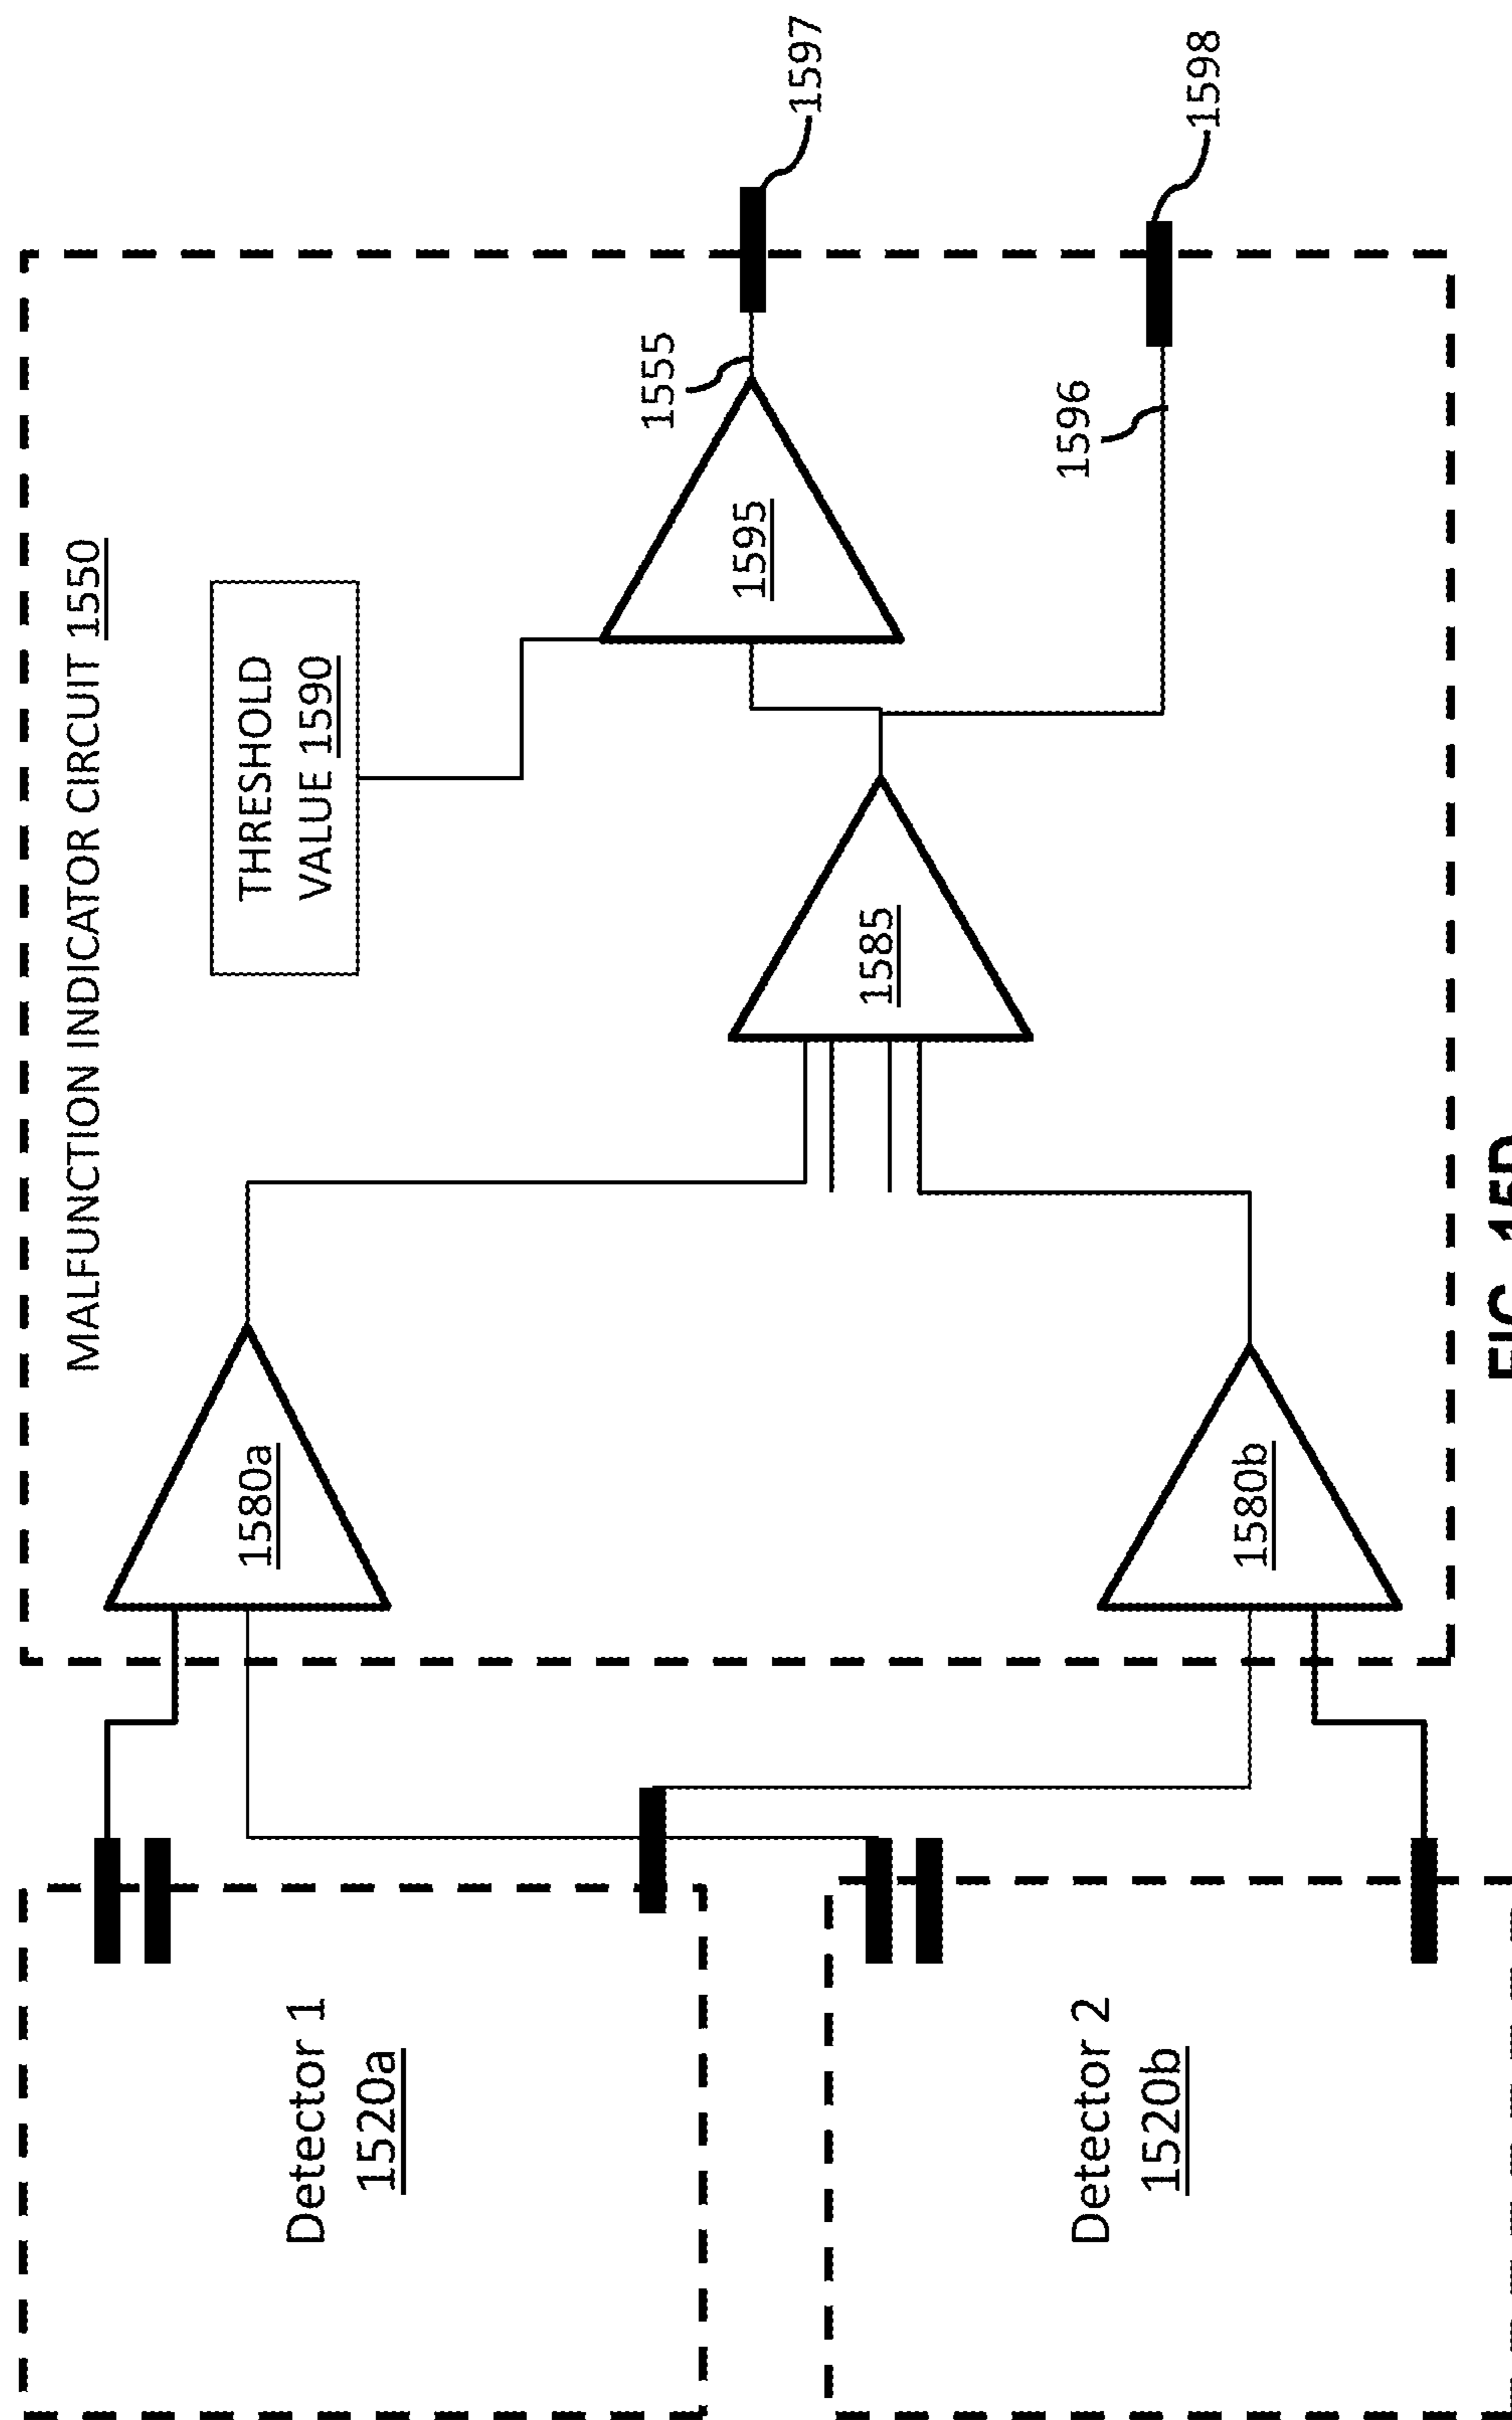 MALFUNCTION INDICATOR CIRCUIT 1550
THRESHOLD
VALUE 1590
1580a
Detector 1
1520a
1555
1595
1597
1585
1596
1598
Detector 2
1520b
1580b
FIG.